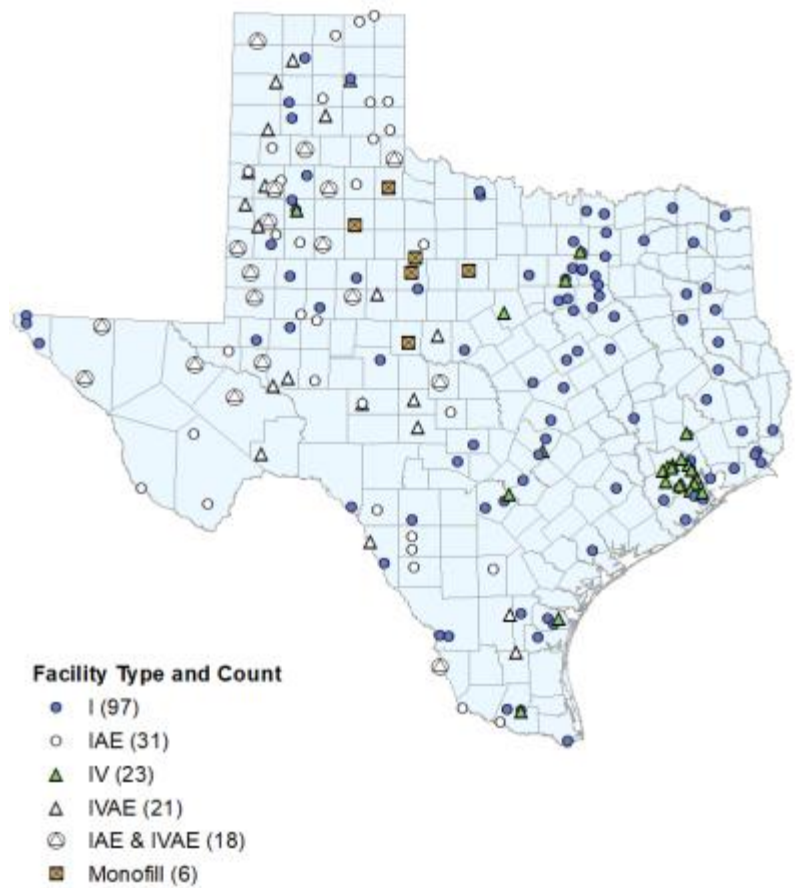 Facility Type and Count
I (97)
IAE (31)
IV (23)
IVAE (21)
IAE & IVAE (18)
Monofill (6)